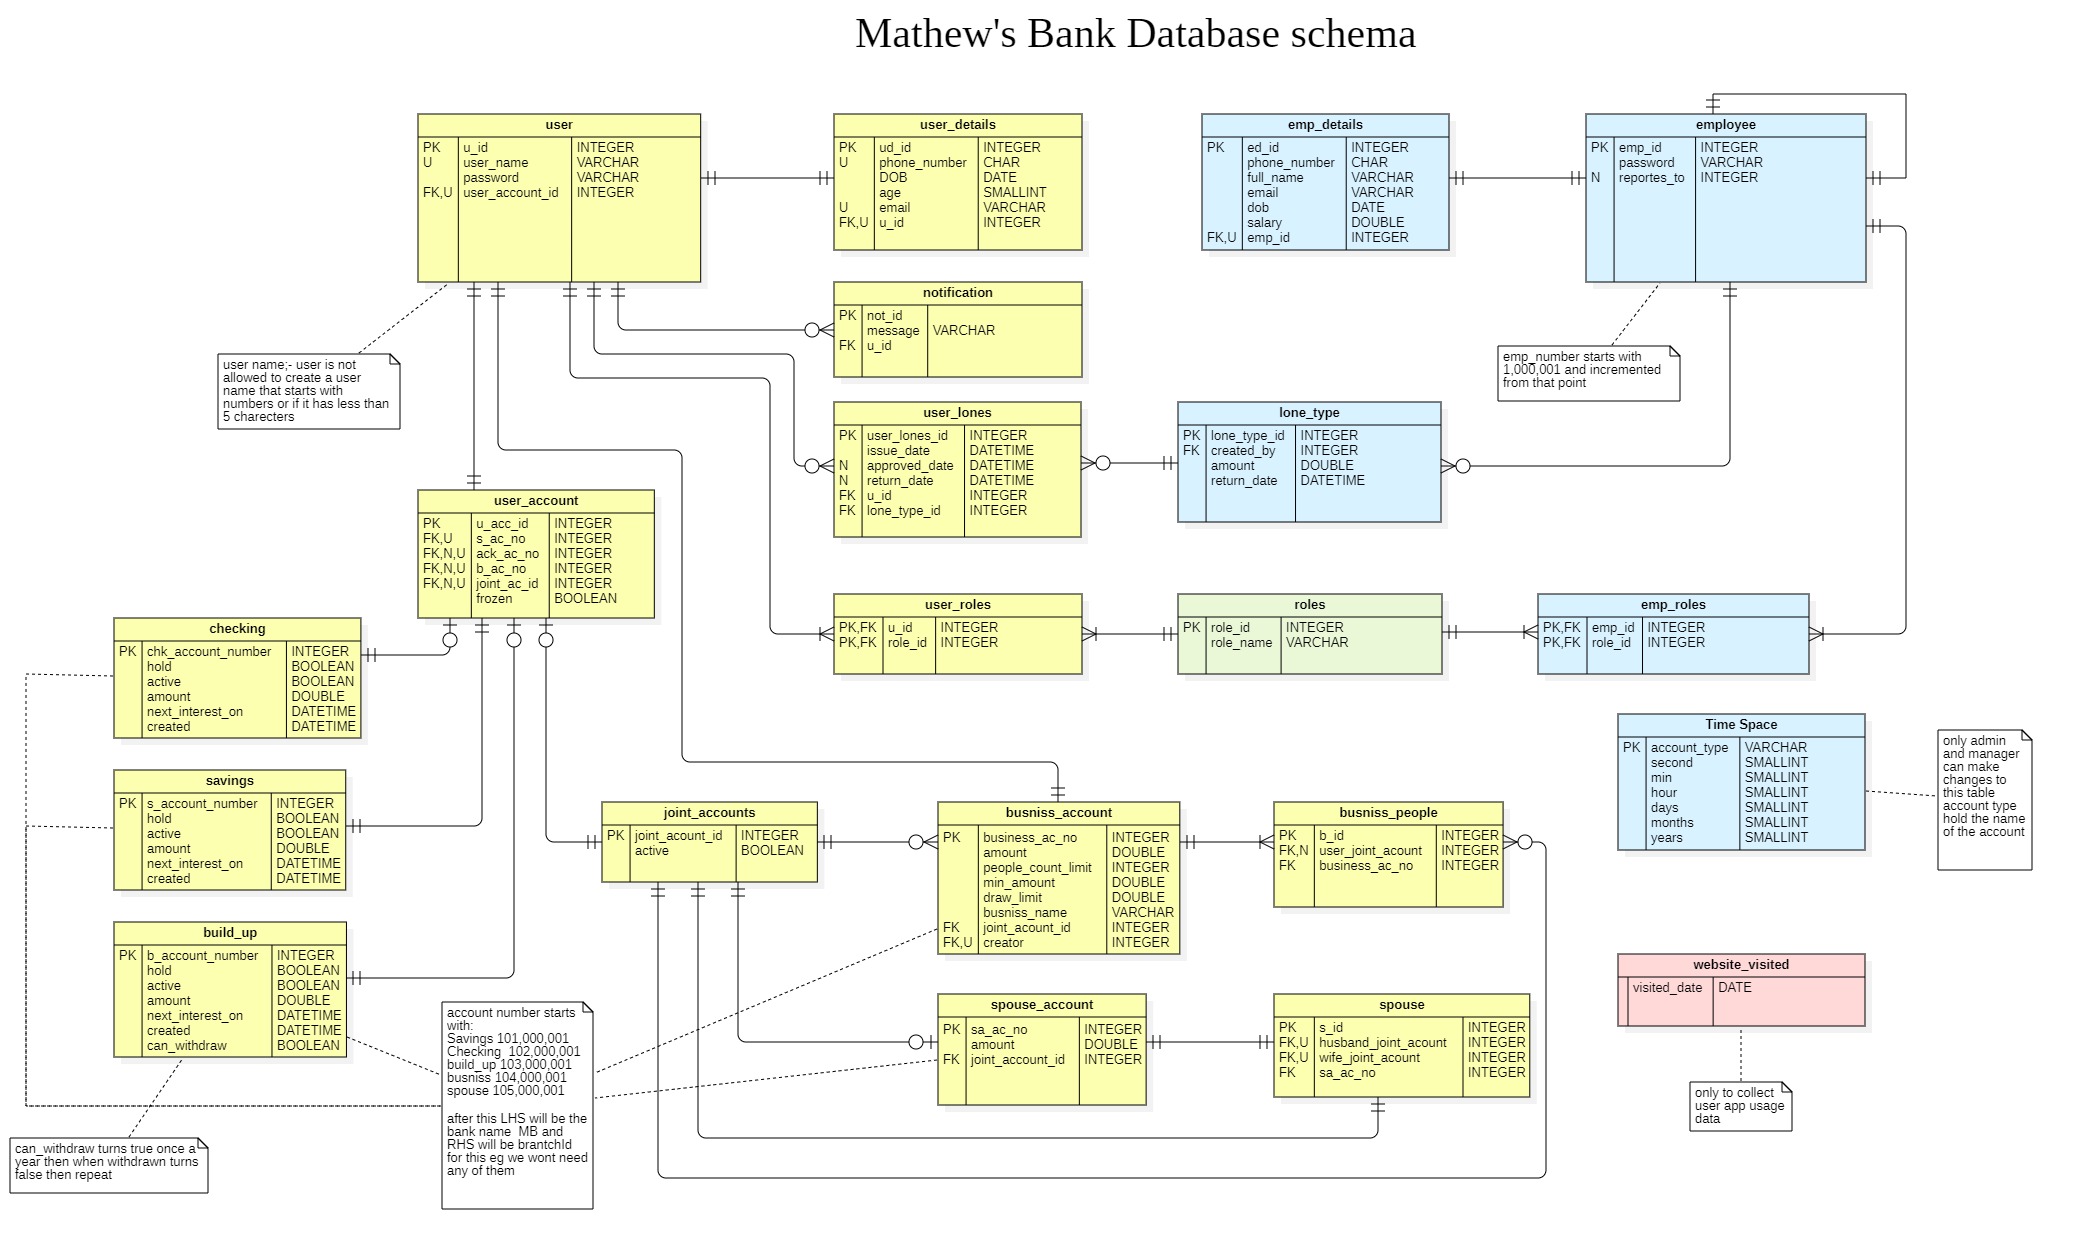 Mathew's Bank Database schema
user
PK u_id INTEGER
U user_name VARCHAR
password VARCHAR
FK,U user_account_id INTEGER
user_details
PK ud_id INTEGER
U phone_number CHAR
DOB DATE
age SMALLINT
U email VARCHAR
FK,U u_id INTEGER
emp_details
PK ed_id INTEGER
phone_number CHAR
full_name VARCHAR
email VARCHAR
dob DATE
salary DOUBLE
FK,U emp_id INTEGER
employee
PK emp_id INTEGER
password VARCHAR
N reportes_to INTEGER
notification
PK not_id
message VARCHAR
FK u_id
user name;- user is not
allowed to create a user
name that starts with
numbers or if it has less than
5 charecters
emp_number starts with
1,000,001 and incremented
from that point
user_lones
PK user_lones_id INTEGER
issue_date DATETIME
N approved_date DATETIME
N return_date DATETIME
FK u_id INTEGER
FK lone_type_id INTEGER
lone_type
PK lone_type_id INTEGER
FK created_by INTEGER
amount DOUBLE
return_date DATETIME
user_account
PK u_acc_id INTEGER
FK,U s_ac_no INTEGER
FK,N,U ack_ac_no INTEGER
FK,N,U b_ac_no INTEGER
FK,N,U joint_ac_id INTEGER
frozen BOOLEAN
user_roles
PK,FK u_id INTEGER
PK,FK role_id INTEGER
roles
PK role_id INTEGER
role_name VARCHAR
emp_roles
PK,FK emp_id INTEGER
PK,FK role_id INTEGER
checking
PK chk_account_number INTEGER
hold BOOLEAN
active BOOLEAN
amount DOUBLE
next_interest_on DATETIME
created DATETIME
Time Space
PK account_type VARCHAR
second SMALLINT
min SMALLINT
hour SMALLINT
days SMALLINT
months SMALLINT
years SMALLINT
only admin
and manager
can make
changes to
this table
account type
hold the name
of the account
savings
PK s_account_number INTEGER
hold BOOLEAN
active BOOLEAN
amount DOUBLE
next_interest_on DATETIME
created DATETIME
joint_accounts
PK joint_acount_id INTEGER
active BOOLEAN
busniss_account
PK business_ac_no INTEGER
amount DOUBLE
people_count_limit INTEGER
min_amount DOUBLE
draw_limit DOUBLE
busniss_name VARCHAR
FK joint_acount_id INTEGER
FK,U creator INTEGER
busniss_people
PK b_id INTEGER
FK,N user_joint_acount INTEGER
FK business_ac_no INTEGER
build_up
PK b_account_number INTEGER
hold BOOLEAN
active BOOLEAN
amount DOUBLE
next_interest_on DATETIME
created DATETIME
can_withdraw BOOLEAN
website_visited
visited_date DATE
account number starts
with:
Savings 101,000,001
Checking 102,000,001
build_up 103,000,001
busniss 104,000,001
spouse 105,000,001
after this LHS will be the
bank name MB and
RHS will be brantchId
for this eg we wont need
any of them
spouse_account
PK sa_ac_no INTEGER
amount DOUBLE
FK joint_account_id INTEGER
spouse
PK s_id INTEGER
FK,U husband_joint_acount INTEGER
FK,U wife_joint_acount INTEGER
FK sa_ac_no INTEGER
only to collect
user app usage
data
can_withdraw turns true once a
year then when withdrawn turns
false then repeat